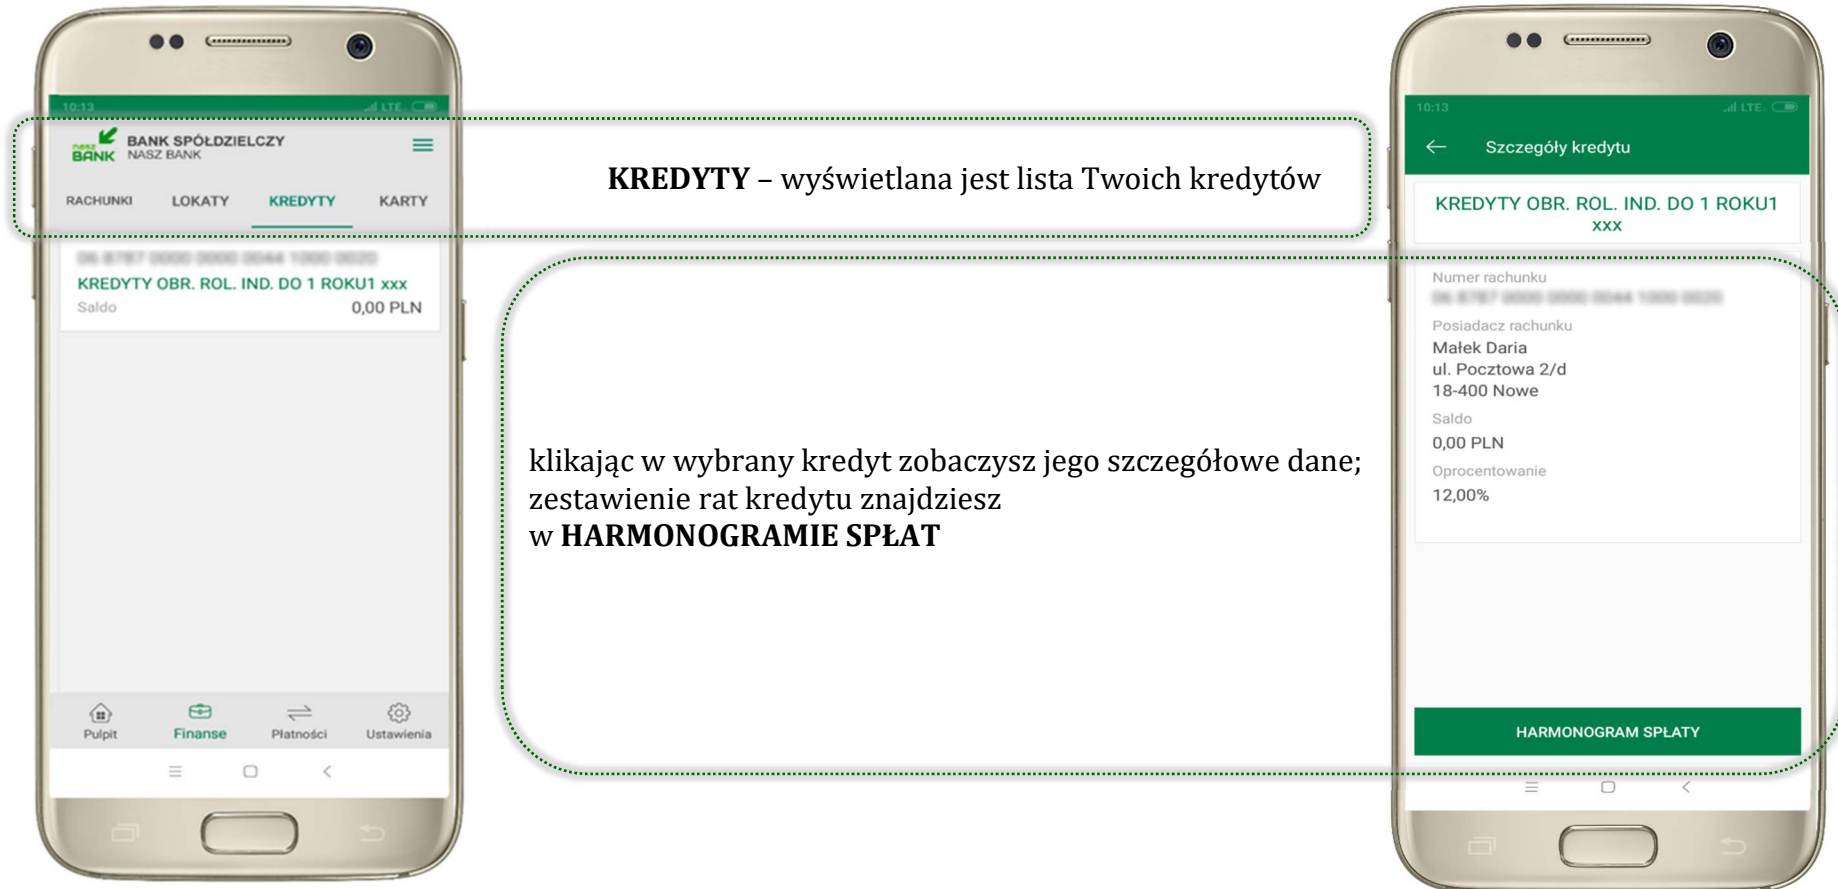 10:13
LTE
nasz
BANK
BANK SPÓŁDZIELCZY
NASZ BANK
RACHUNKI LOKATY KREDYTY KARTY
KREDYTY OBR. ROL. IND. DO 1 ROKU1 xxx
Saldo 0,00 PLN
Pulpit Finanse Płatności Ustawienia
KREDYTY – wyświetlana jest lista Twoich kredytów
klikając w wybrany kredyt zobaczysz jego szczegółowe dane;
zestawienie rat kredytu znajdziesz
w HARMONOGRAMIE SPŁAT
10:13
LTE
Szczegóły kredytu
KREDYTY OBR. ROL. IND. DO 1 ROKU1
xxx
Numer rachunku
Posiadacz rachunku
Małek Daria
ul. Pocztowa 2/d
18-400 Nowe
Saldo
0,00 PLN
Oprocentowanie
12,00%
HARMONOGRAM SPŁATY